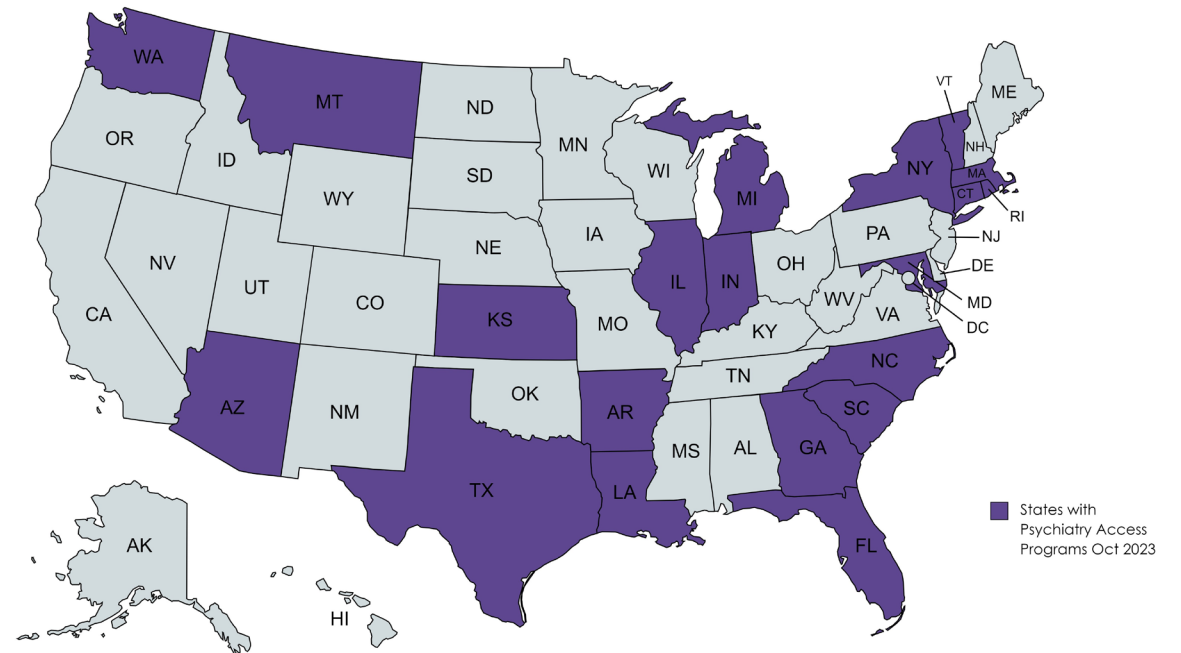 WA
MT
ND
MN
VT
ME
OR
ID
SD
WI
NH
NY
MA
CT
WY
MI
RI
NE
IA
PA
NJ
NV
UT
CO
IL
IN
OH
DE
CA
KS
MO
WV
VA
MD
KY
DC
NC
TN
AZ
NM
OK
AR
SC
MS
AL
GA
TX
LA
AK
FL
HI
States with
Psychiatry Access
Programs Oct 2023